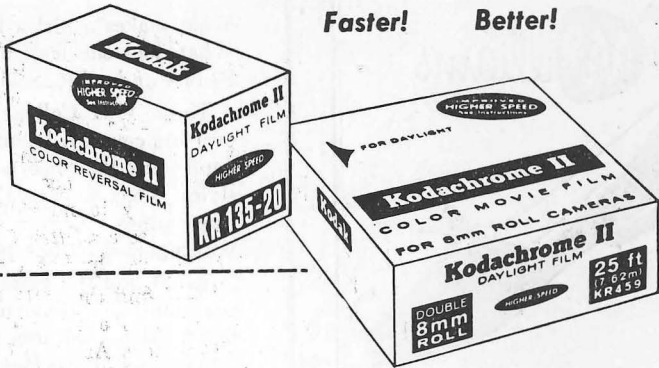 Faster! Better!
Kodak
IMPROVED
HIGHER SPEED
See Instructions
Kodachrome II
COLOR REVERSAL FILM
Kodachrome II
DAYLIGHT FILM
HIGHER SPEED
KR 135-20
IMPROVED
HIGHER SPEED
See Instructions
FOR DAYLIGHT
Kodachrome II
COLOR MOVIE FILM
FOR 8mm ROLL CAMERAS
Kodak
Kodachrome II
DAYLIGHT FILM
HIGHER SPEED
DOUBLE
8mm
ROLL
25 ft
(7.62m)
KR459